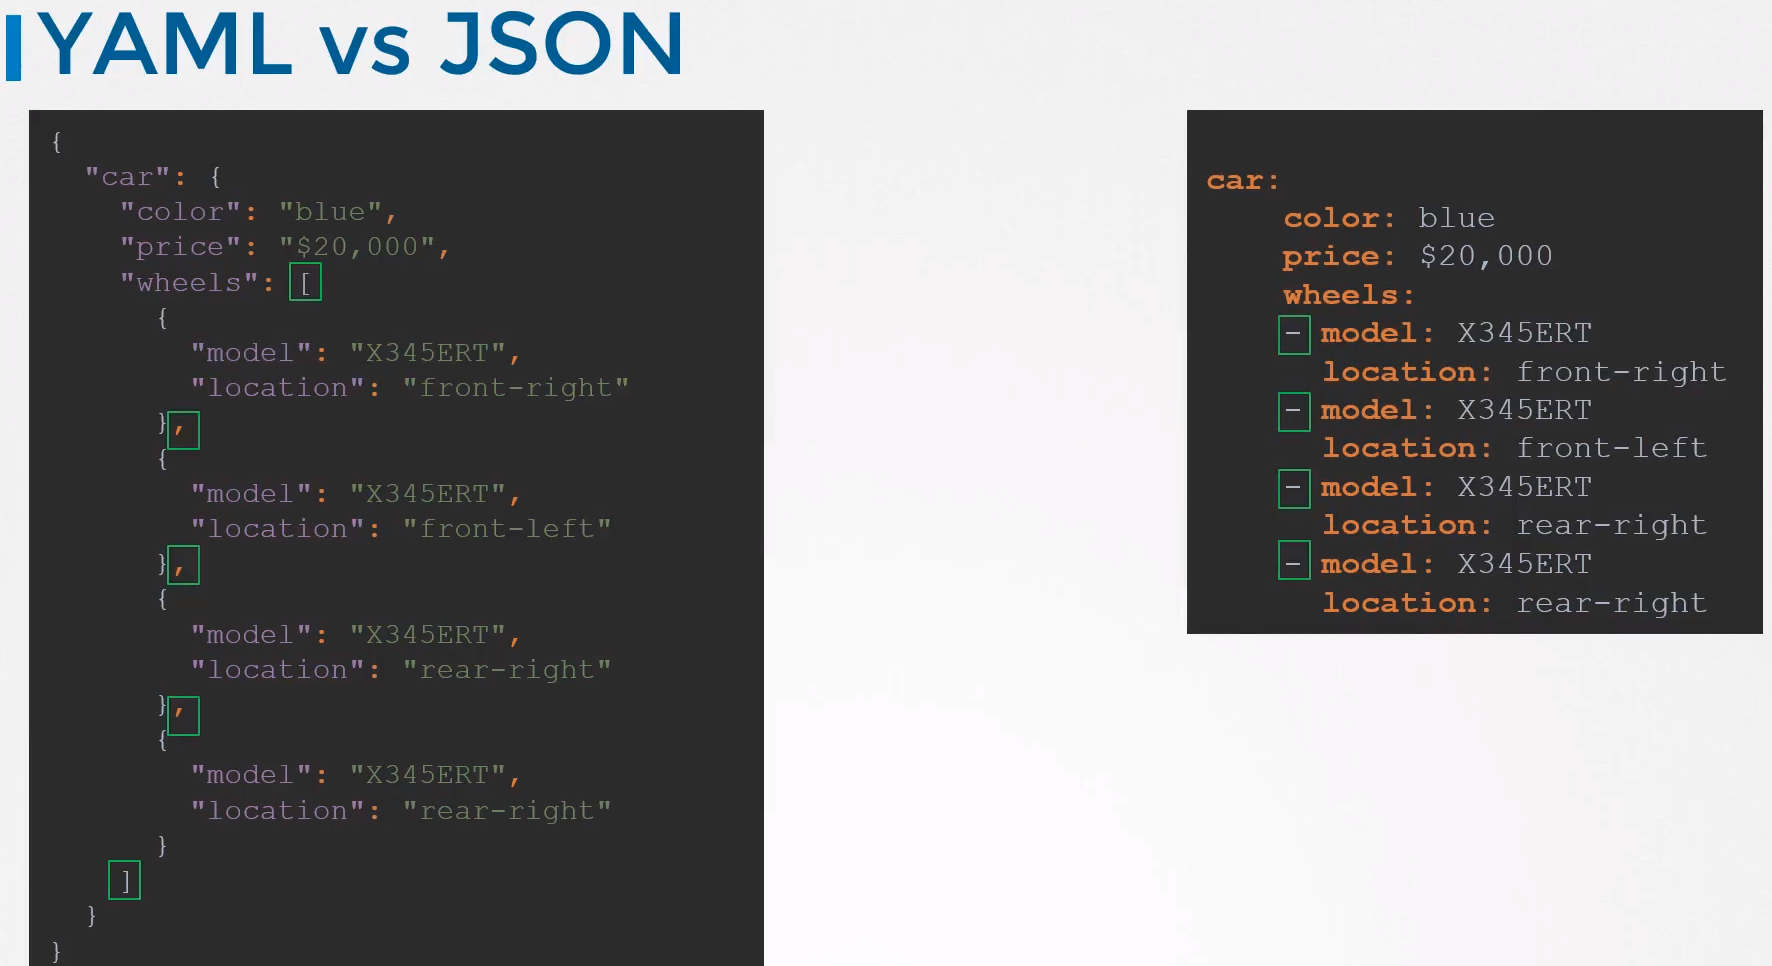 YAML vs JSON
{
"car": {
"color": "blue",
"price": "$20,000",
"wheels": [
{
"model": "X345ERT",
"location": "front-right"
},
{
"model": "X345ERT",
"location": "front-left"
},
{
"model": "X345ERT",
"location": "rear-right"
},
{
"model": "X345ERT",
"location": "rear-right"
}
]
}
}
car:
color: blue
price: $20,000
wheels:
- model: X345ERT
location: front-right
- model: X345ERT
location: front-left
- model: X345ERT
location: rear-right
- model: X345ERT
location: rear-right